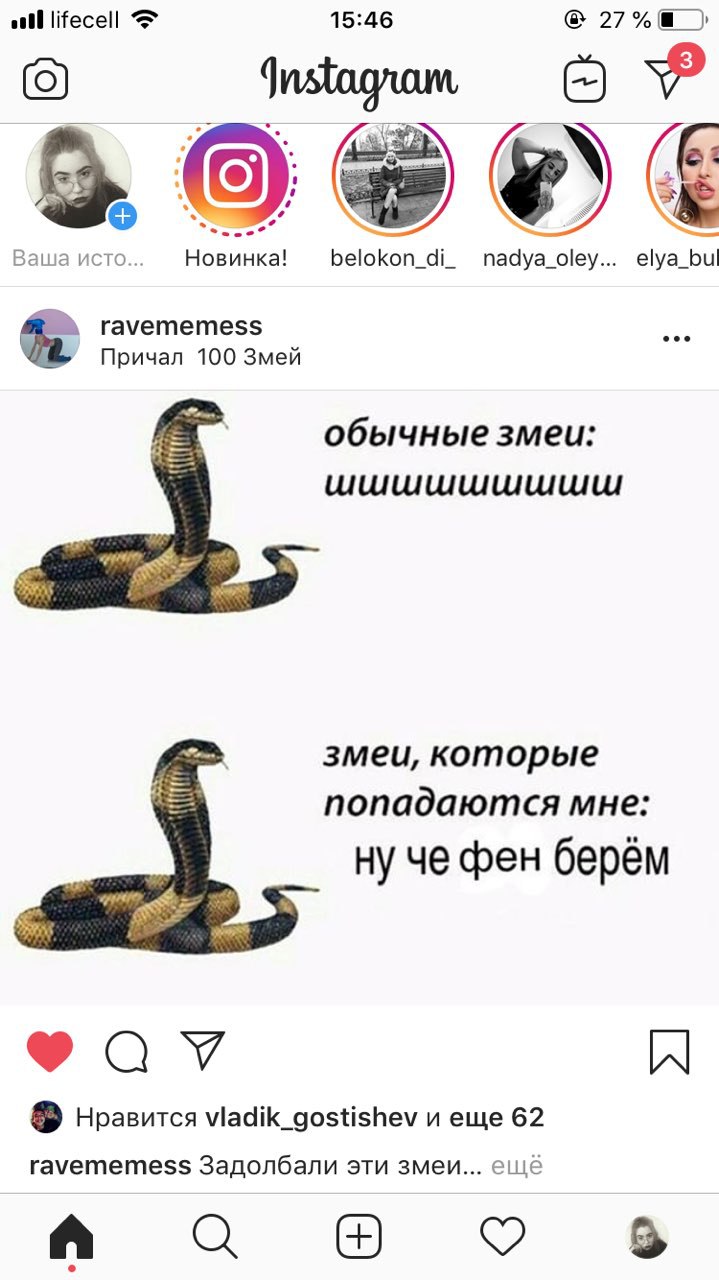 lifecell 15:46 27 %
Instagram 3
Ваша исто... Новинка! belokon_di_ nadya_oley... elya_bul
ravememess
Причал 100 Змей
обычные змеи:
шшшшшшшшш
змеи, которые
попадаются мне:
ну че фен берём
Нравится vladik_gostishev и еще 62
ravememess Задолбали эти змеи... ещё